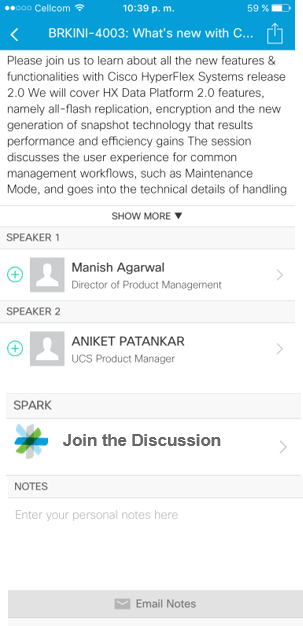 Cellcom 10:39 p. m. 59 %
BRKINI-4003: What's new with C...
Please join us to learn about all the new features &
functionalities with Cisco HyperFlex Systems release
2.0 We will cover HX Data Platform 2.0 features,
namely all-flash replication, encryption and the new
generation of snapshot technology that results
performance and efficiency gains The session
discusses the user experience for common
management workflows, such as Maintenance
Mode, and goes into the technical details of handling
SHOW MORE ▼
SPEAKER 1
Manish Agarwal
Director of Product Management
SPEAKER 2
ANIKET PATANKAR
UCS Product Manager
SPARK
Join the Discussion
NOTES
Enter your personal notes here
Email Notes